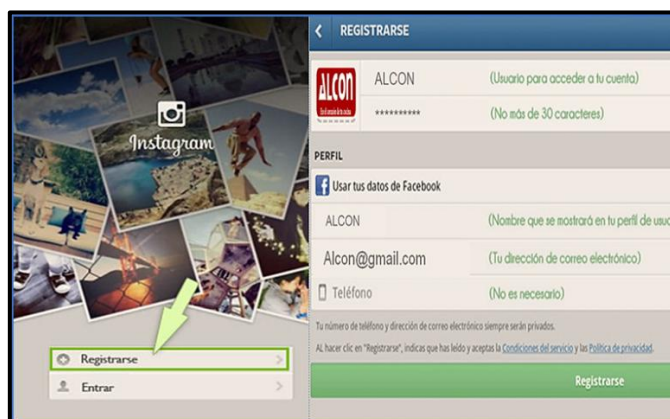 Instagram
Registrarse
Entrar
REGISTRARSE
ALCON
ALCON
(Usuario para acceder a tu cuenta)
**********
(No más de 30 caracteres)
PERFIL
Usar tus datos de Facebook
ALCON
(Nombre que se mostrará en tu perfil de usu
Alcon@gmail.com
(Tu dirección de correo electrónico)
Teléfono
(No es necesario)
Tu número de teléfono y dirección de correo electrónico siempre serán privados.
AL hacer clic en "Registrarse", indicas que has leído y aceptas la Condiciones del servicio y las Política de privacidad.
Registrarse